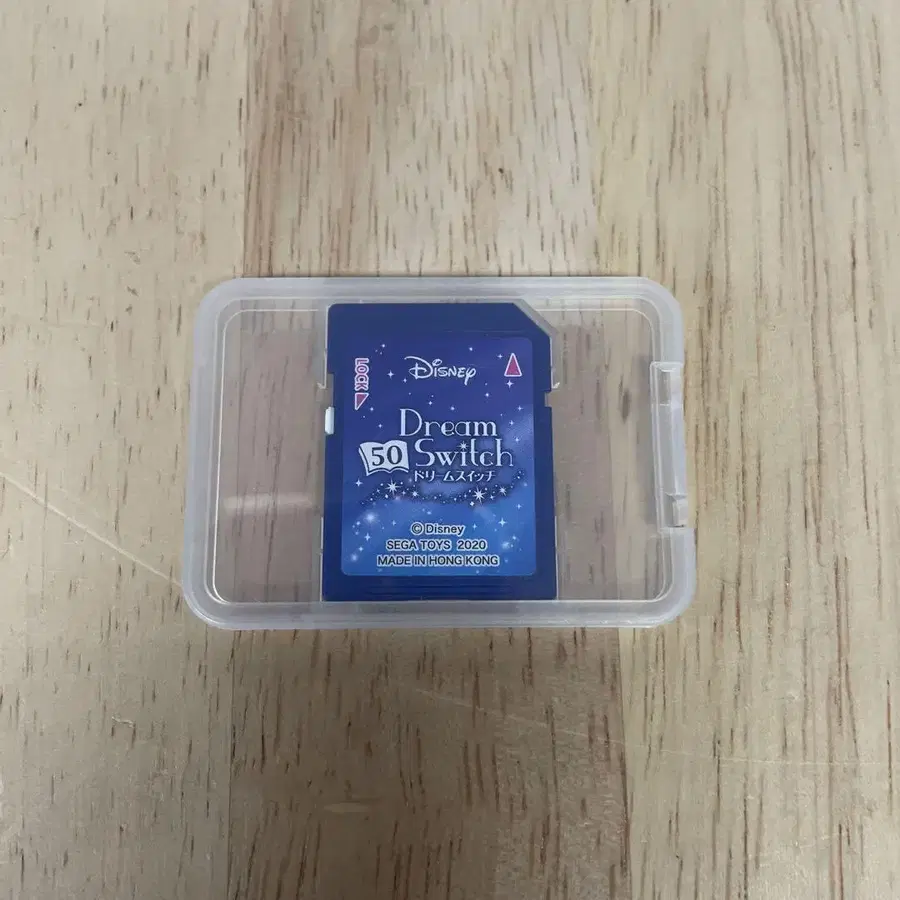 Disney
LOCK
Dream
50 Switch
ドリームスイッチ
©Disney
SEGA TOYS 2020
MADE IN HONG KONG